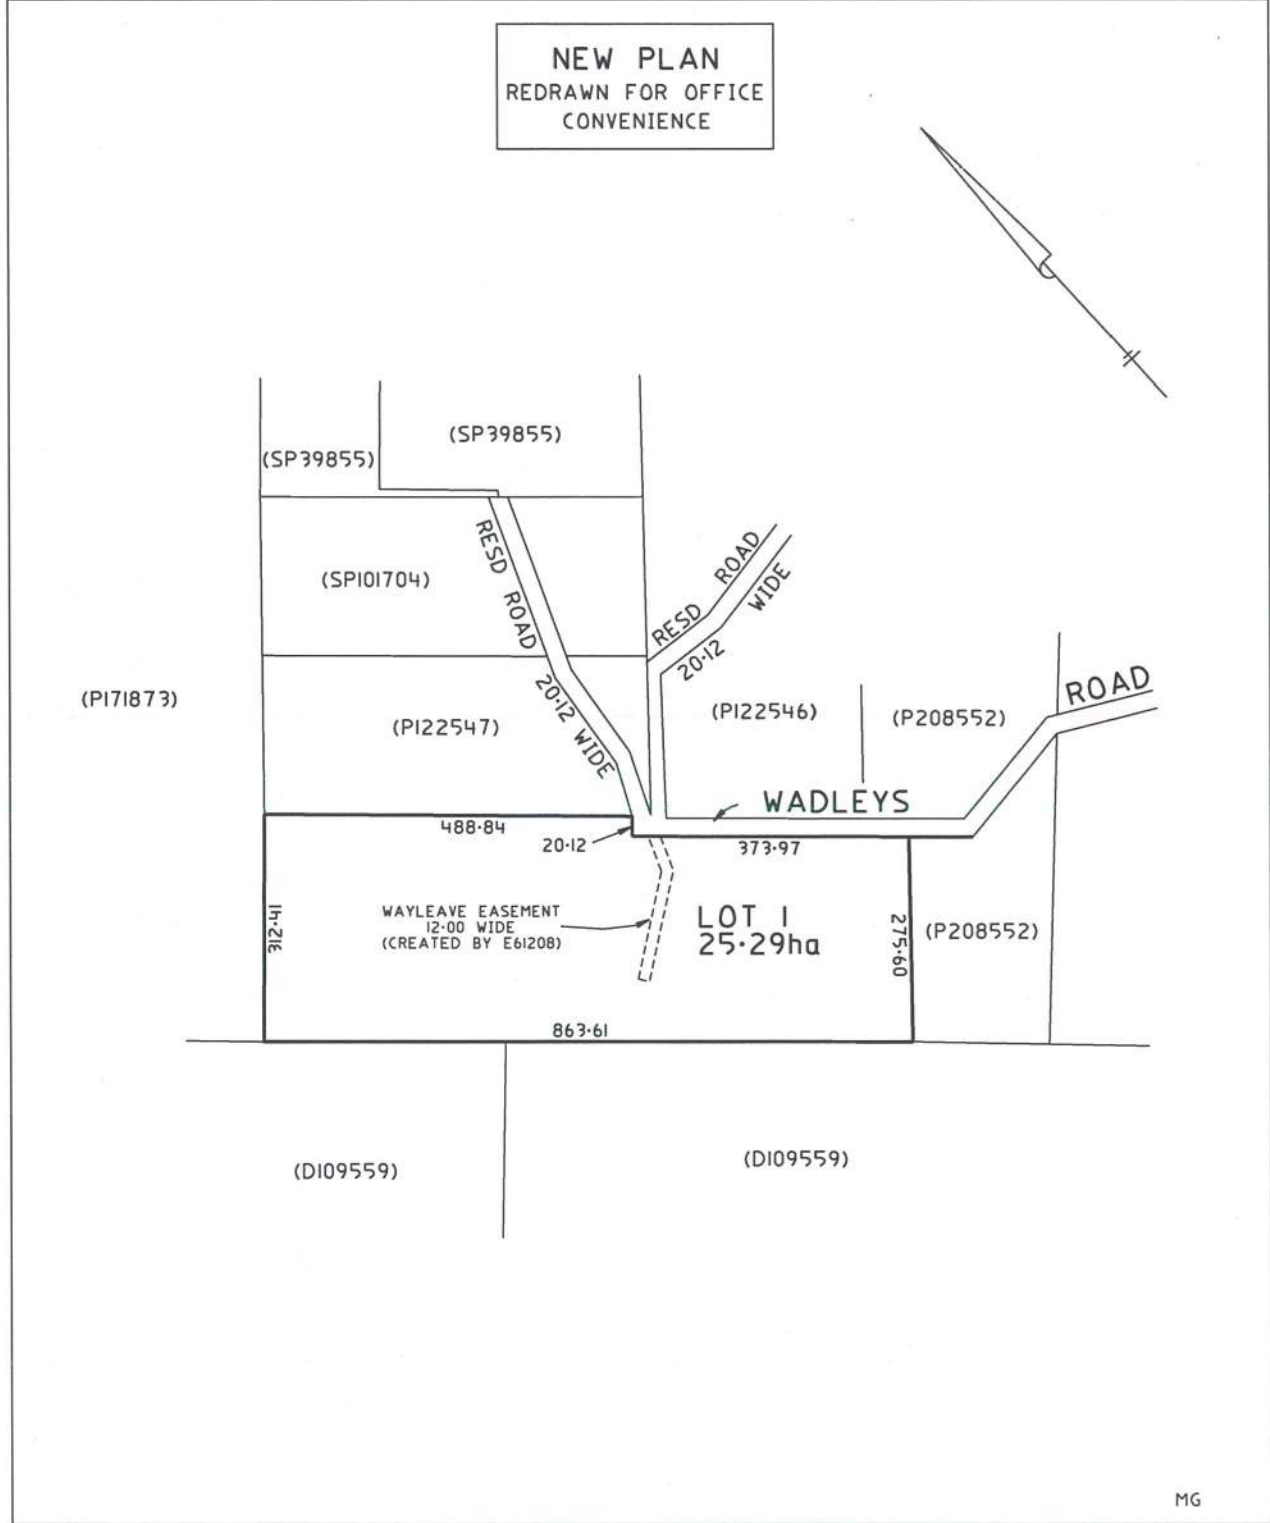 NEW PLAN
REDRAWN FOR OFFICE
CONVENIENCE
(SP39855)
(SP39855)
(SP101704)
RESD ROAD
20·12 WIDE
RESD ROAD
20·12 WIDE
(P171873)
(P122547)
(P122546)
(P208552)
WADLEYS ROAD
488·84
20·12
373·97
312·41
WAYLEAVE EASEMENT
12·00 WIDE
(CREATED BY E61208)
LOT 1
25·29ha
275·60
(P208552)
863·61
(D109559)
(D109559)
MG